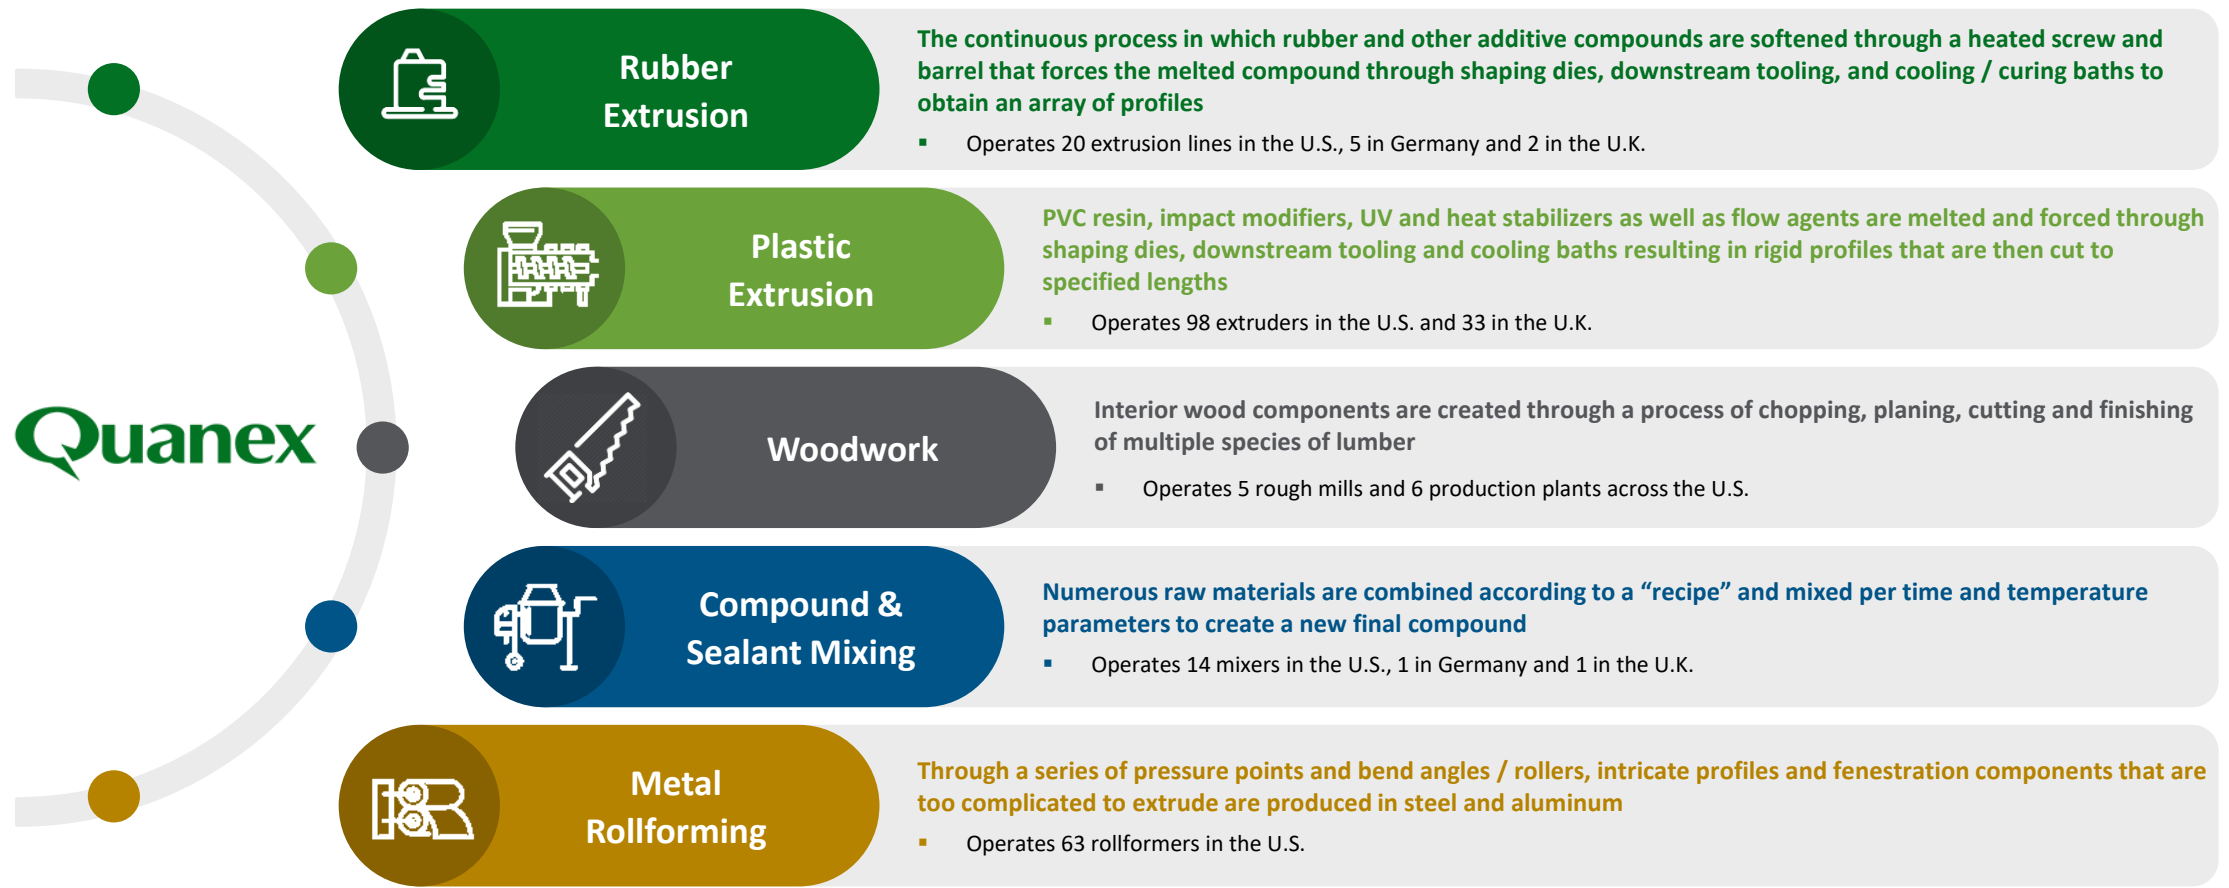 Quanex
Rubber
Extrusion
The continuous process in which rubber and other additive compounds are softened through a heated screw and
barrel that forces the melted compound through shaping dies, downstream tooling, and cooling / curing baths to
obtain an array of profiles
▪ Operates 20 extrusion lines in the U.S., 5 in Germany and 2 in the U.K.
Plastic
Extrusion
PVC resin, impact modifiers, UV and heat stabilizers as well as flow agents are melted and forced through
shaping dies, downstream tooling and cooling baths resulting in rigid profiles that are then cut to
specified lengths
▪ Operates 98 extruders in the U.S. and 33 in the U.K.
Woodwork
Interior wood components are created through a process of chopping, planing, cutting and finishing
of multiple species of lumber
▪ Operates 5 rough mills and 6 production plants across the U.S.
Compound &
Sealant Mixing
Numerous raw materials are combined according to a “recipe” and mixed per time and temperature
parameters to create a new final compound
▪ Operates 14 mixers in the U.S., 1 in Germany and 1 in the U.K.
Metal
Rollforming
Through a series of pressure points and bend angles / rollers, intricate profiles and fenestration components that are
too complicated to extrude are produced in steel and aluminum
▪ Operates 63 rollformers in the U.S.